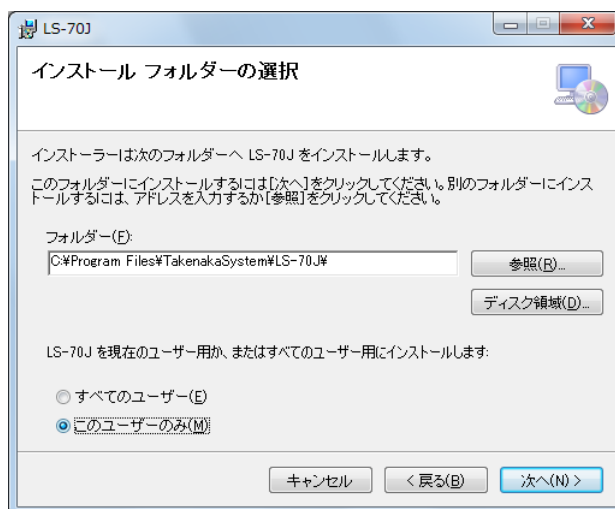 LS-70J
インストール フォルダーの選択
インストーラーは次のフォルダーへ LS-70J をインストールします。
このフォルダーにインストールするには[次へ]をクリックしてください。別のフォルダーにインス
トールするには、アドレスを入力するか[参照]をクリックしてください。
フォルダー(F):
C:¥Program Files¥TakenakaSystem¥LS-70J¥
参照(R)...
ディスク領域(D)...
LS-70J を現在のユーザー用か、またはすべてのユーザー用にインストールします:
すべてのユーザー(E)
このユーザーのみ(M)
キャンセル
< 戻る(B)
次へ(N) >